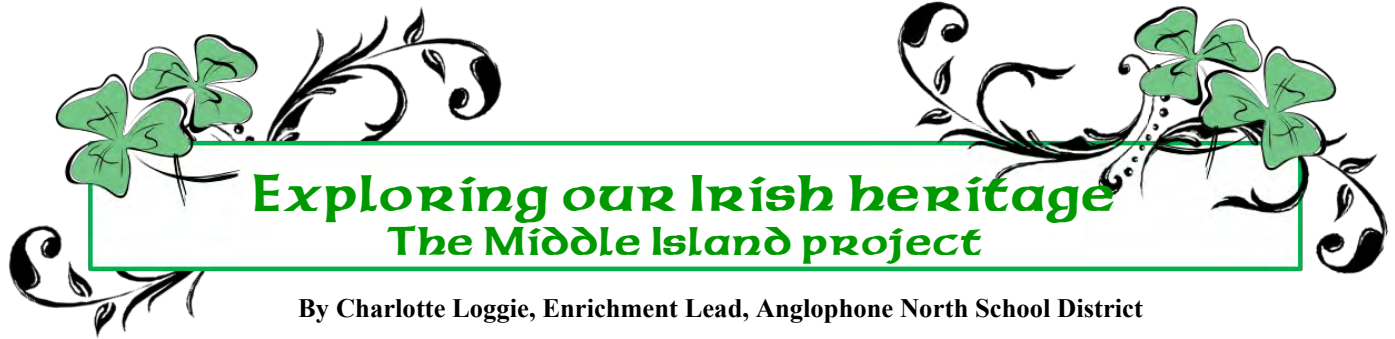 Exploring our Irish heritage
The Middle Island project
By Charlotte Loggie, Enrichment Lead, Anglophone North School District